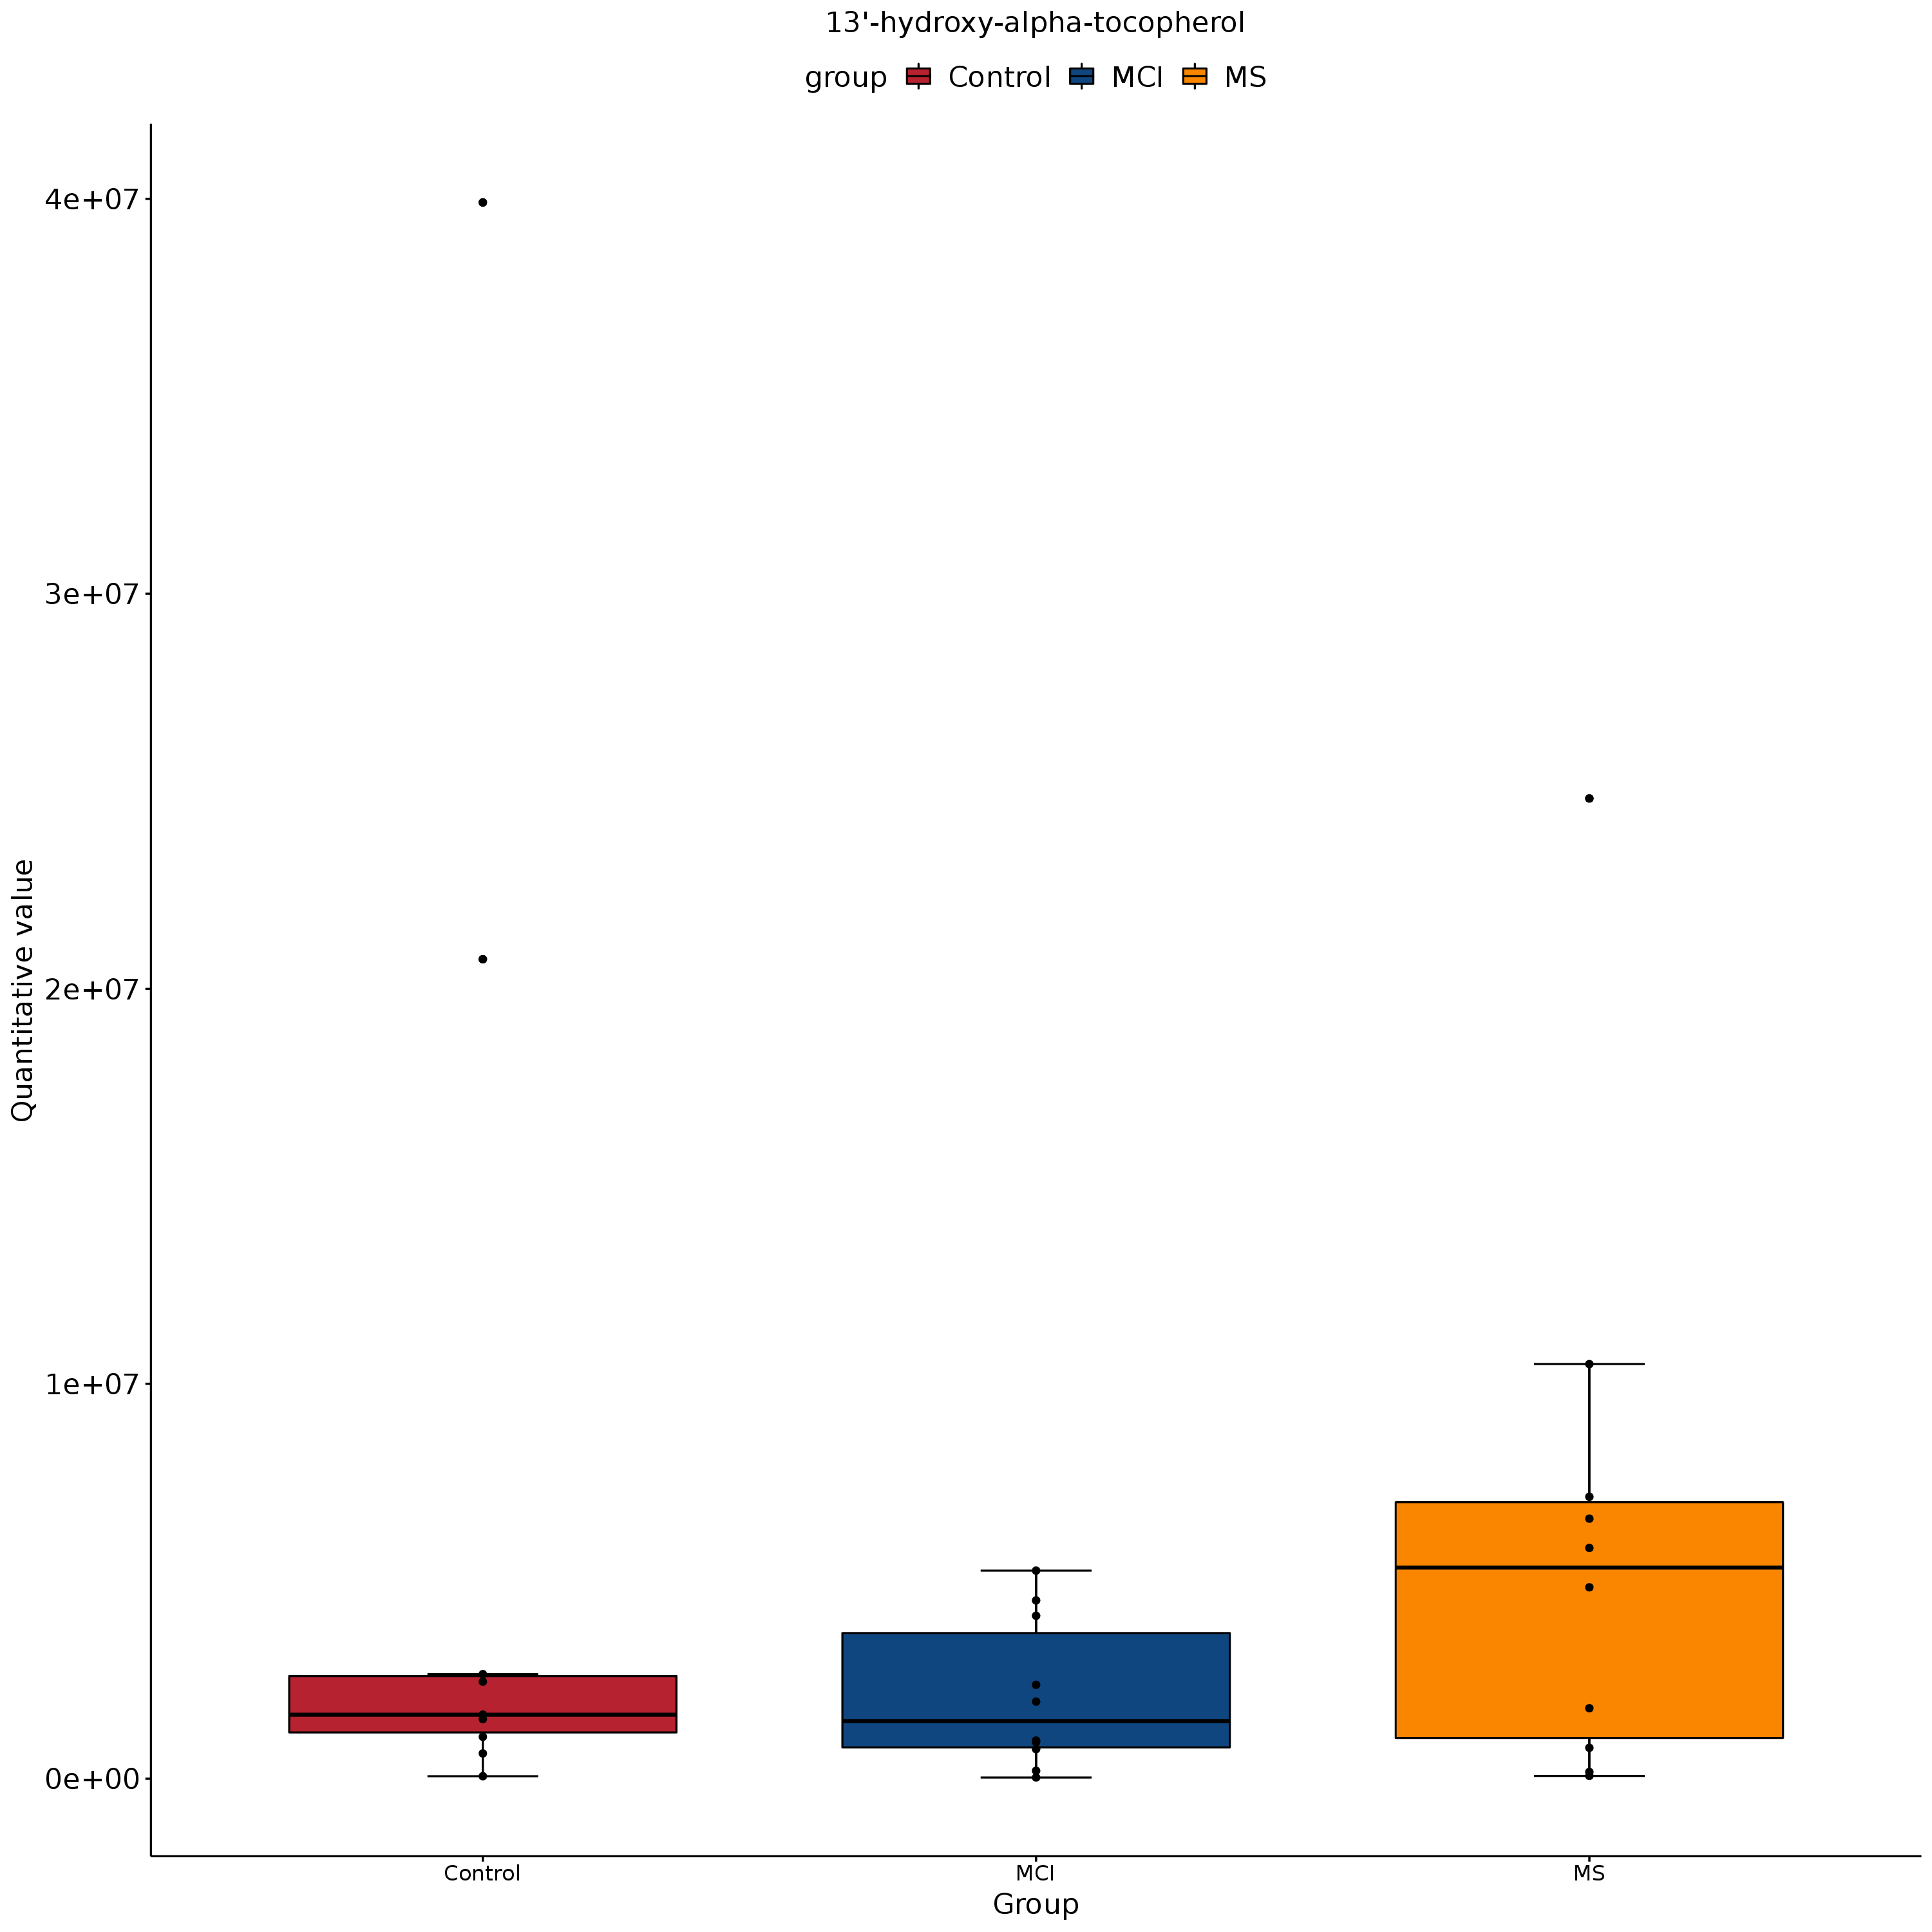 13'-hydroxy-alpha-tocopherol
group Control MCI MS
4e+07
3e+07
2e+07
1e+07
0e+00
Quantitative value
Control MCI MS
Group